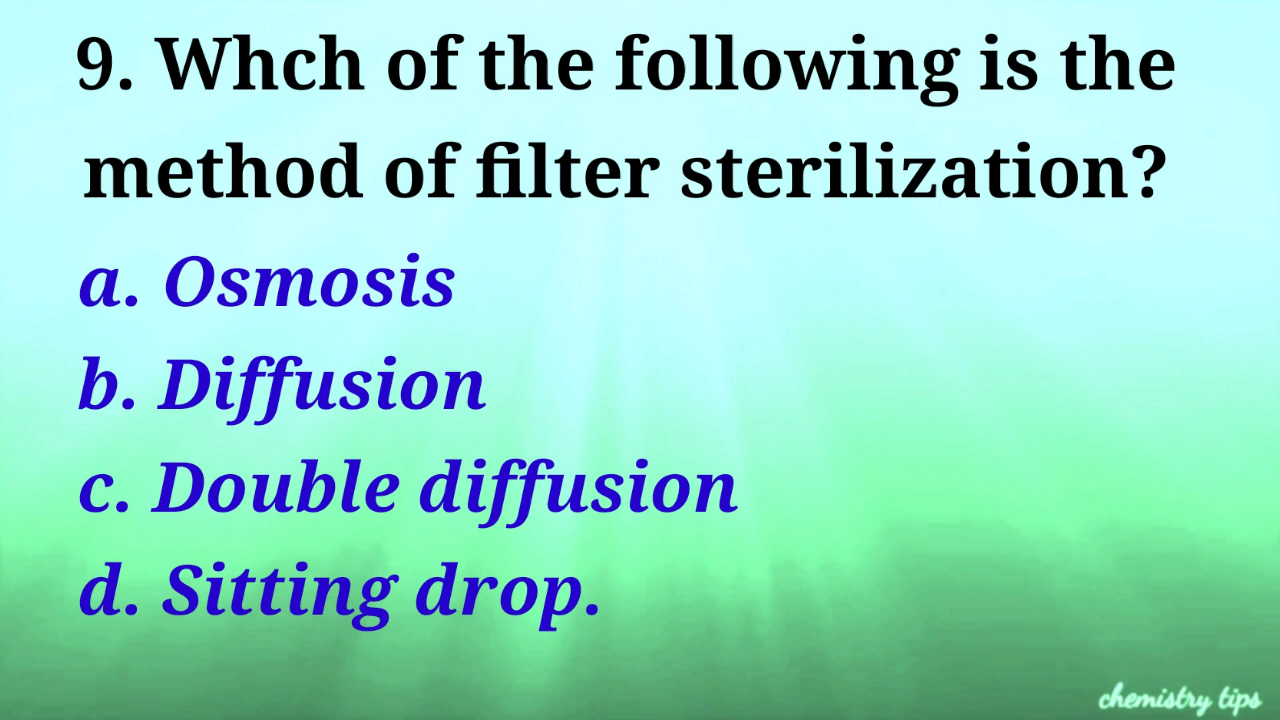 9. Whch of the following is the
method of filter sterilization?
a. Osmosis
b. Diffusion
c. Double diffusion
d. Sitting drop.
chemistry tips